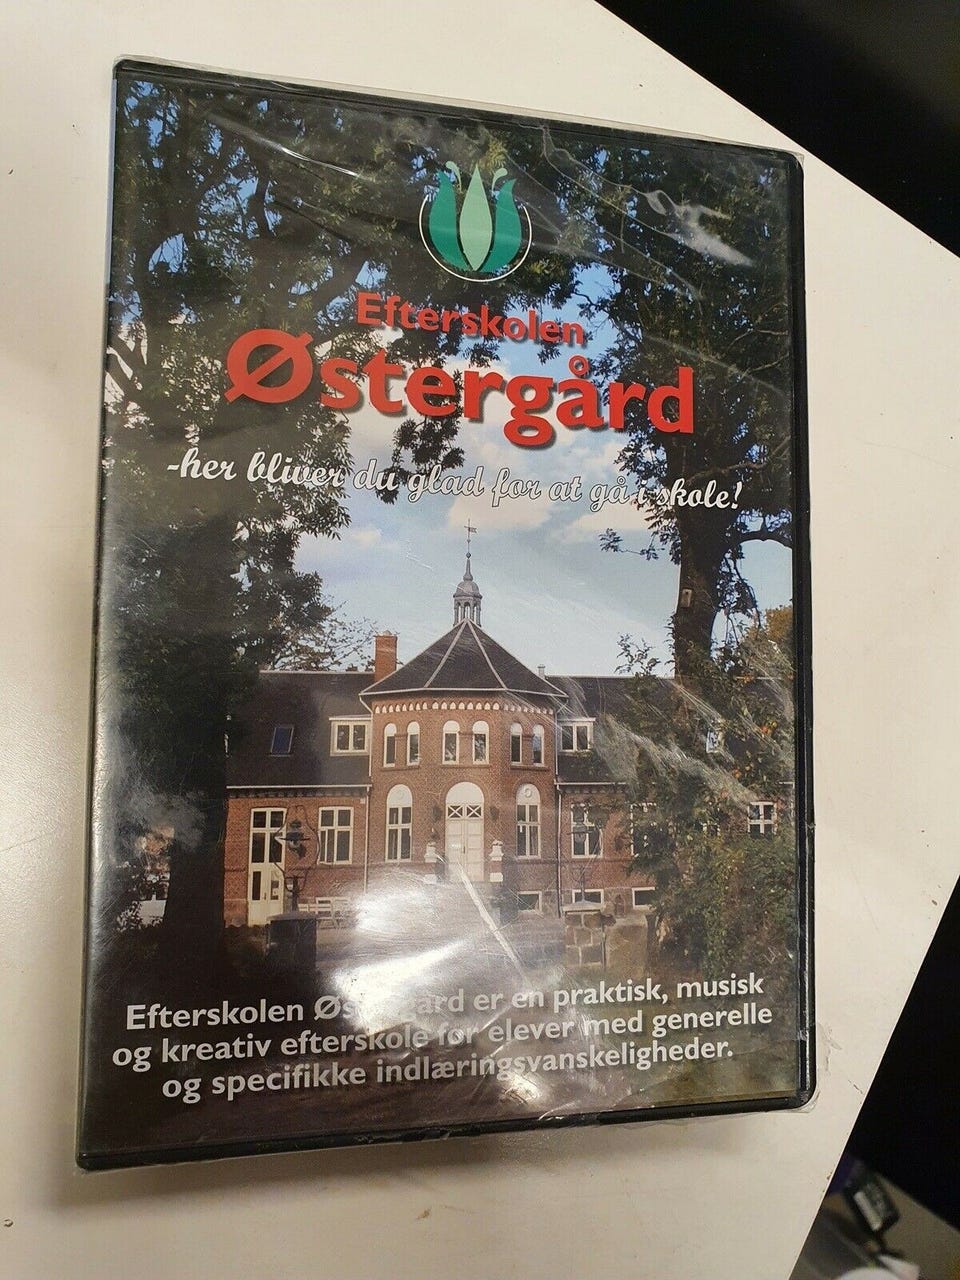 Efterskolen
Østergård
-her bliver du glad for at gå i skole!
Efterskolen Østergård er en praktisk, musisk
og kreativ efterskole for elever med generelle
og specifikke indlæringsvanskeligheder.